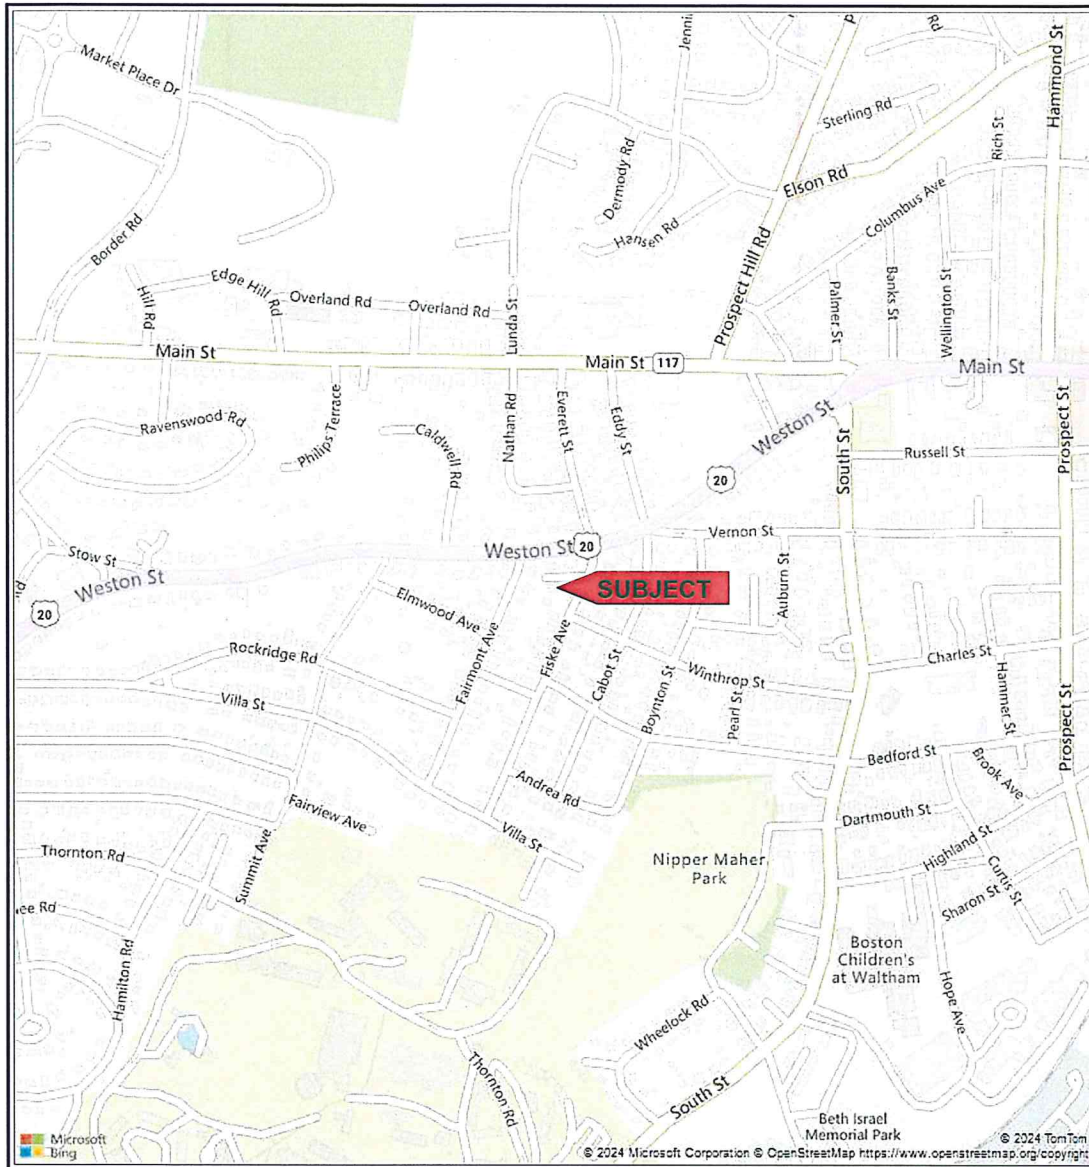 Market Place Dr
Jenni
Rd
Hammond St
Sterling Rd
Rich St
Elson Rd
Dermody Rd
Columbus Ave
Border Rd
Hansen Rd
Prospect Hill Rd
Hill Rd
Edge Hill Rd
Overland Rd
Overland Rd
Lunda St
Palmer St
Banks St
Wellington St
Main St
Main St
117
Main St
Ravenswood Rd
Philips Terrace
Caldwell Rd
Nathan Rd
Everett St
Eddy St
Weston St
South St
Russell St
Prospect St
20
Vernon St
Stow St
Weston St
20
Weston St
20
SUBJECT
Auburn St
Elmwood Ave
Rockridge Rd
Fairmont Ave
Fiske Ave
Cabot St
Winthrop St
Charles St
Villa St
Boynton St
Pearl St
Hammer St
Prospect St
Bedford St
Brook Ave
Andrea Rd
Fairview Ave
Villa St
Dartmouth St
Highland St
Thornton Rd
Summit Ave
Nipper Maher
Park
Curtis St
Sharon St
ee Rd
Hamilton Rd
Boston
Children's
at Waltham
Hope Ave
Wheelock Rd
Thornton Rd
South St
Beth Israel
Memorial Park
Microsoft
Bing
© 2024 TomTom
© 2024 Microsoft Corporation © OpenStreetMap https://www.openstreetmap.org/copyright